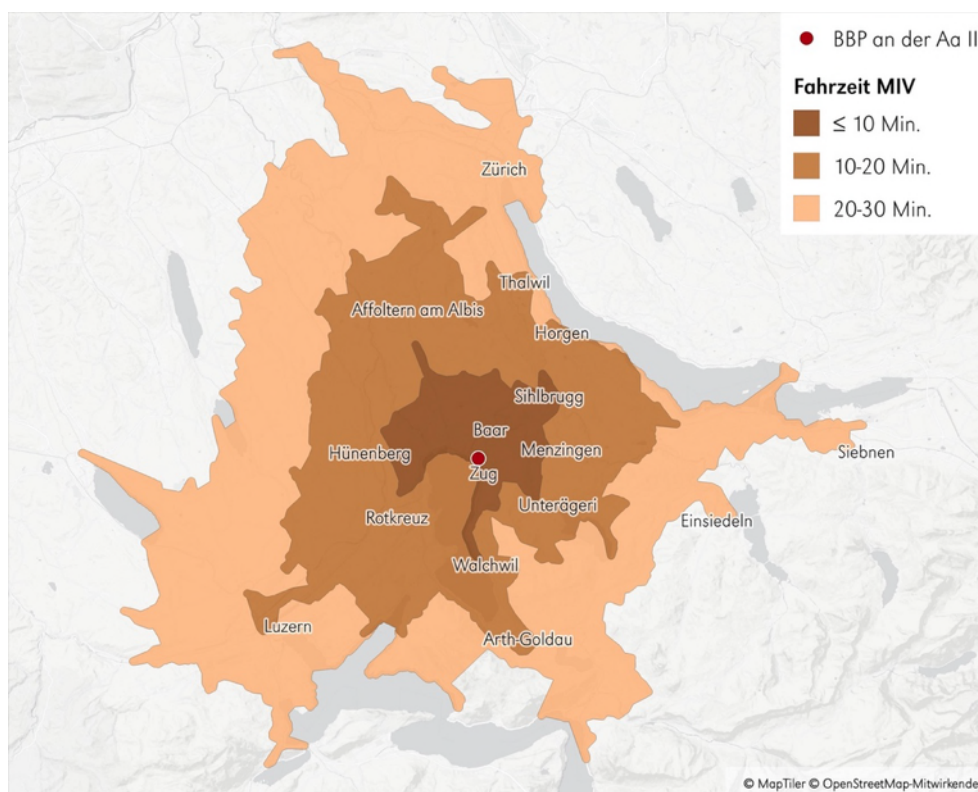 BBP an der Aa II
Fahrzeit MIV
≤ 10 Min.
10-20 Min.
20-30 Min.
Zürich
Thalwil
Affoltern am Albis
Horgen
Sihlbrugg
Baar
Hünenberg
Menzingen
Siebnen
Zug
Unterägeri
Rotkreuz
Einsiedeln
Walchwil
Luzern
Arth-Goldau
© MapTiler © OpenStreetMap-Mitwirkende